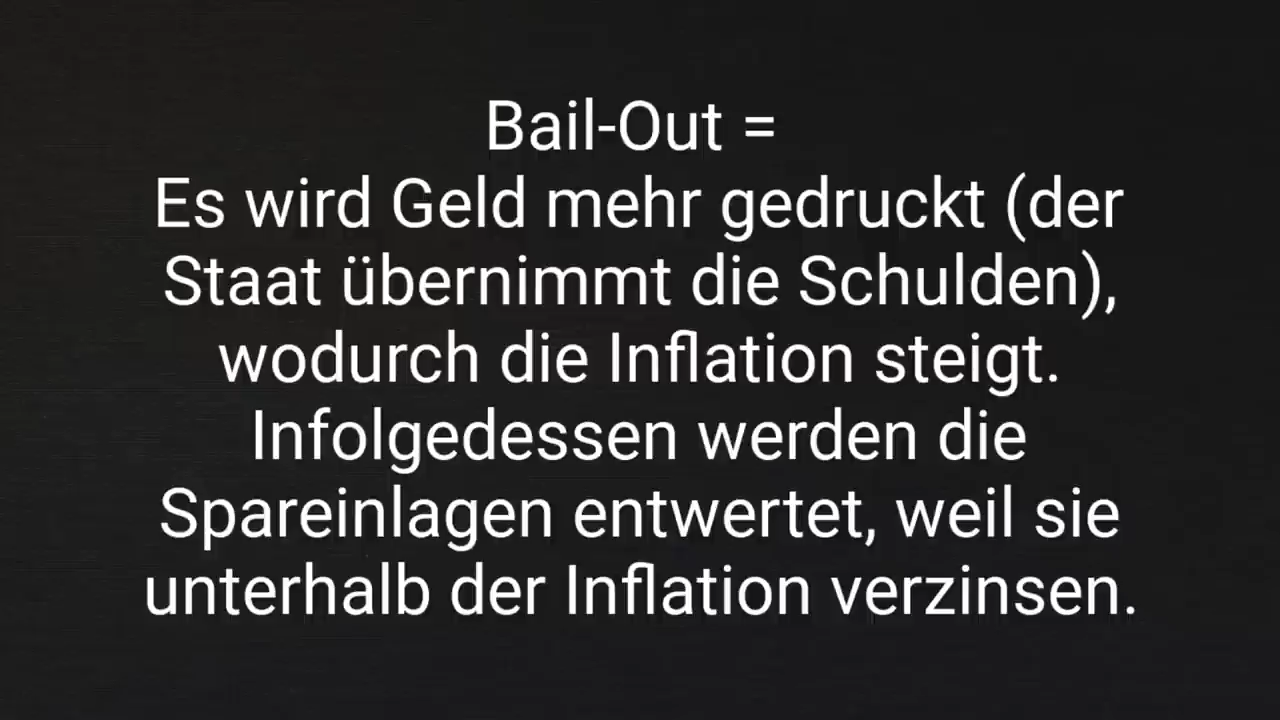 Bail-Out =
Es wird Geld mehr gedruckt (der
Staat übernimmt die Schulden),
wodurch die Inflation steigt.
Infolgedessen werden die
Spareinlagen entwertet, weil sie
unterhalb der Inflation verzinsen.